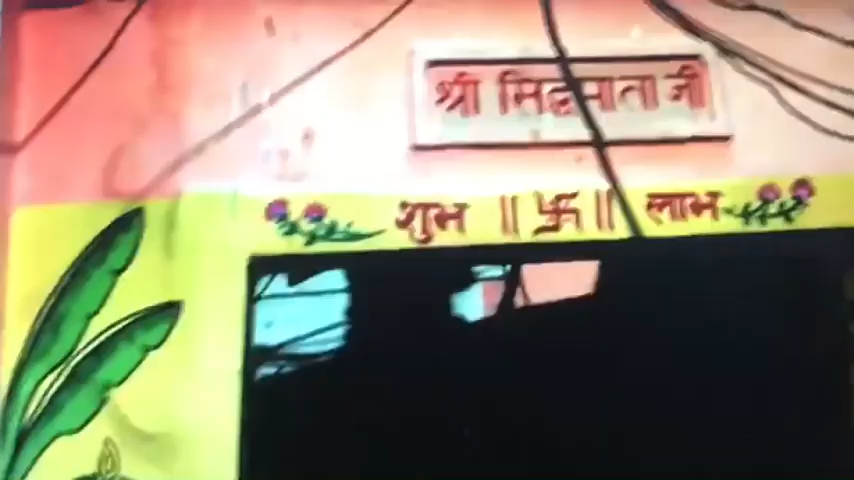 श्री सिद्धमाता जी
शुभ || 卐 || लाभ